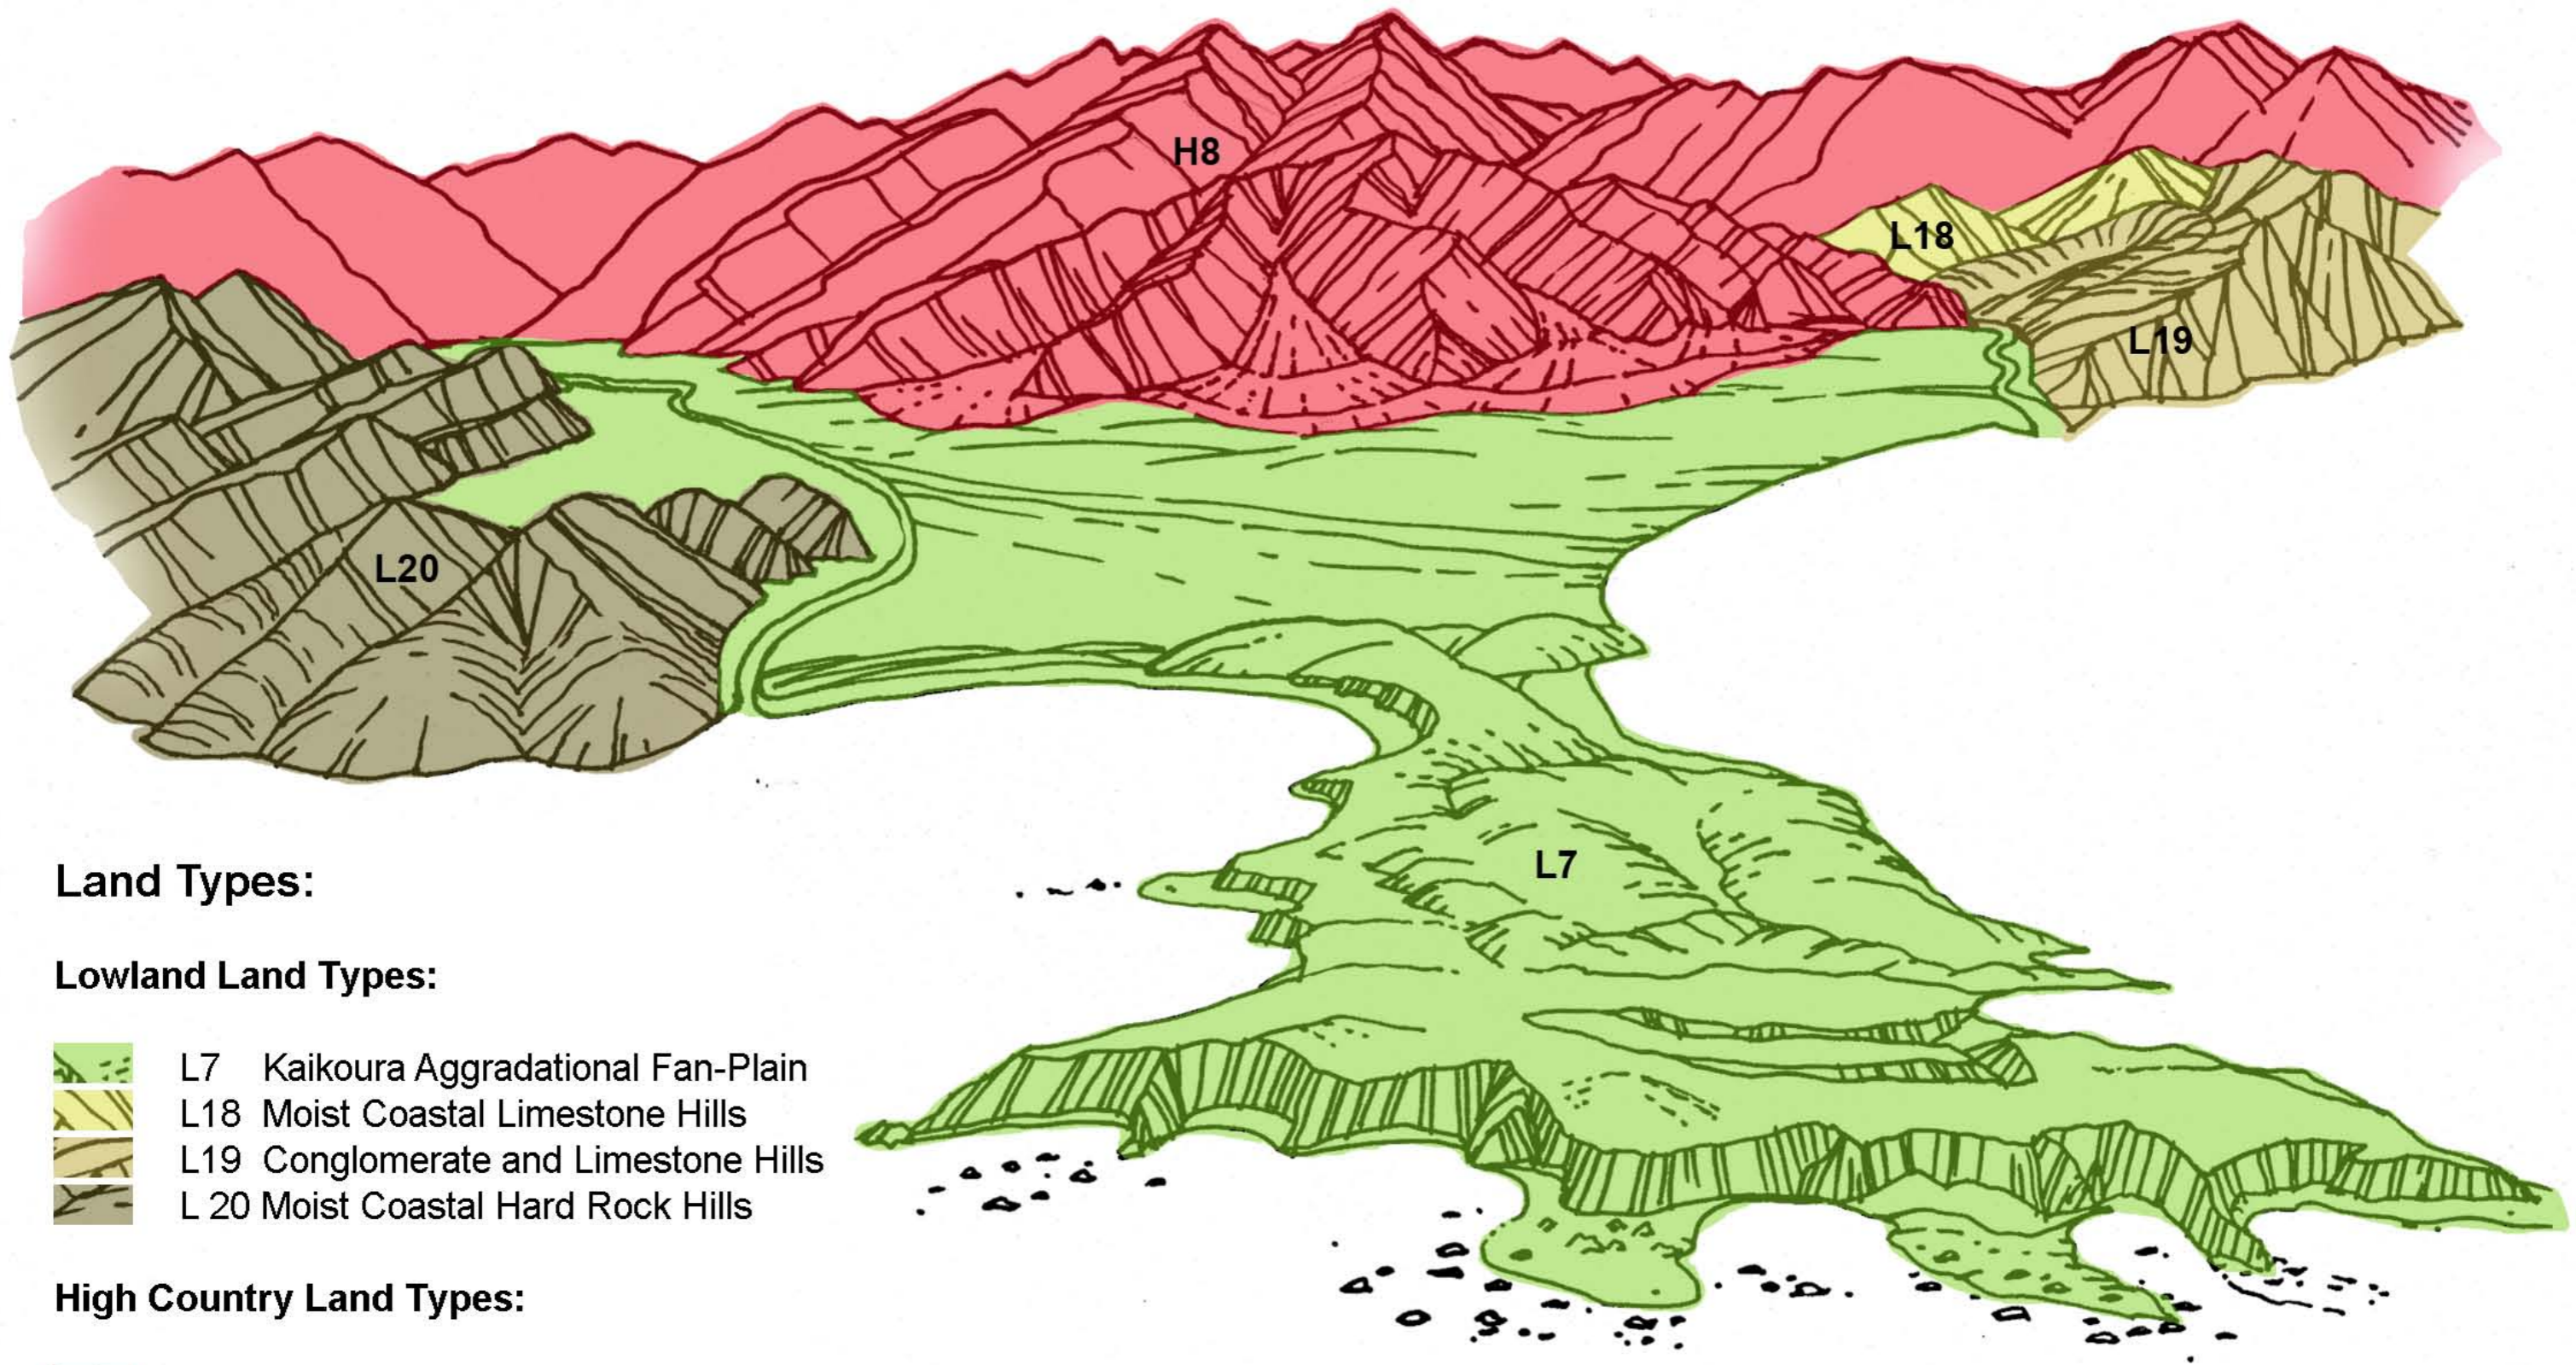 H8
L18
L19
L20
L7
Land Types:
Lowland Land Types:
L7 Kaikoura Aggradational Fan-Plain
L18 Moist Coastal Limestone Hills
L19 Conglomerate and Limestone Hills
L 20 Moist Coastal Hard Rock Hills
High Country Land Types: